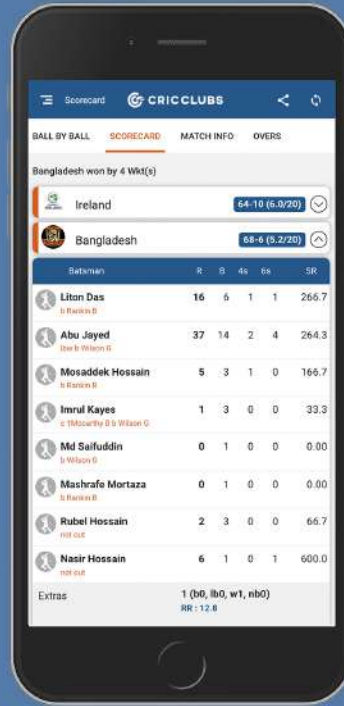 Scorecard CRICCLUBS
BALL BY BALL SCORECARD MATCH INFO OVERS
Bangladesh won by 4 Wkt(s)
Ireland 64-10 (6.0/20)
Bangladesh 68-6 (5.2/20)
Batsman R B 4s 6s SR
Liton Das 16 6 1 1 266.7
b Rankin B
Abu Jayed 37 14 2 4 264.3
lbw b Wilson G
Mosaddek Hossain 5 3 1 0 166.7
b Rankin B
Imrul Kayes 1 3 0 0 33.3
c †Mccarthy B b Wilson G
Md Saifuddin 0 1 0 0 0.00
b Wilson G
Mashrafe Mortaza 0 1 0 0 0.00
b Rankin B
Rubel Hossain 2 3 0 0 66.7
not out
Nasir Hossain 6 1 0 1 600.0
not out
Extras 1 (b0, lb0, w1, nb0)
RR : 12.8